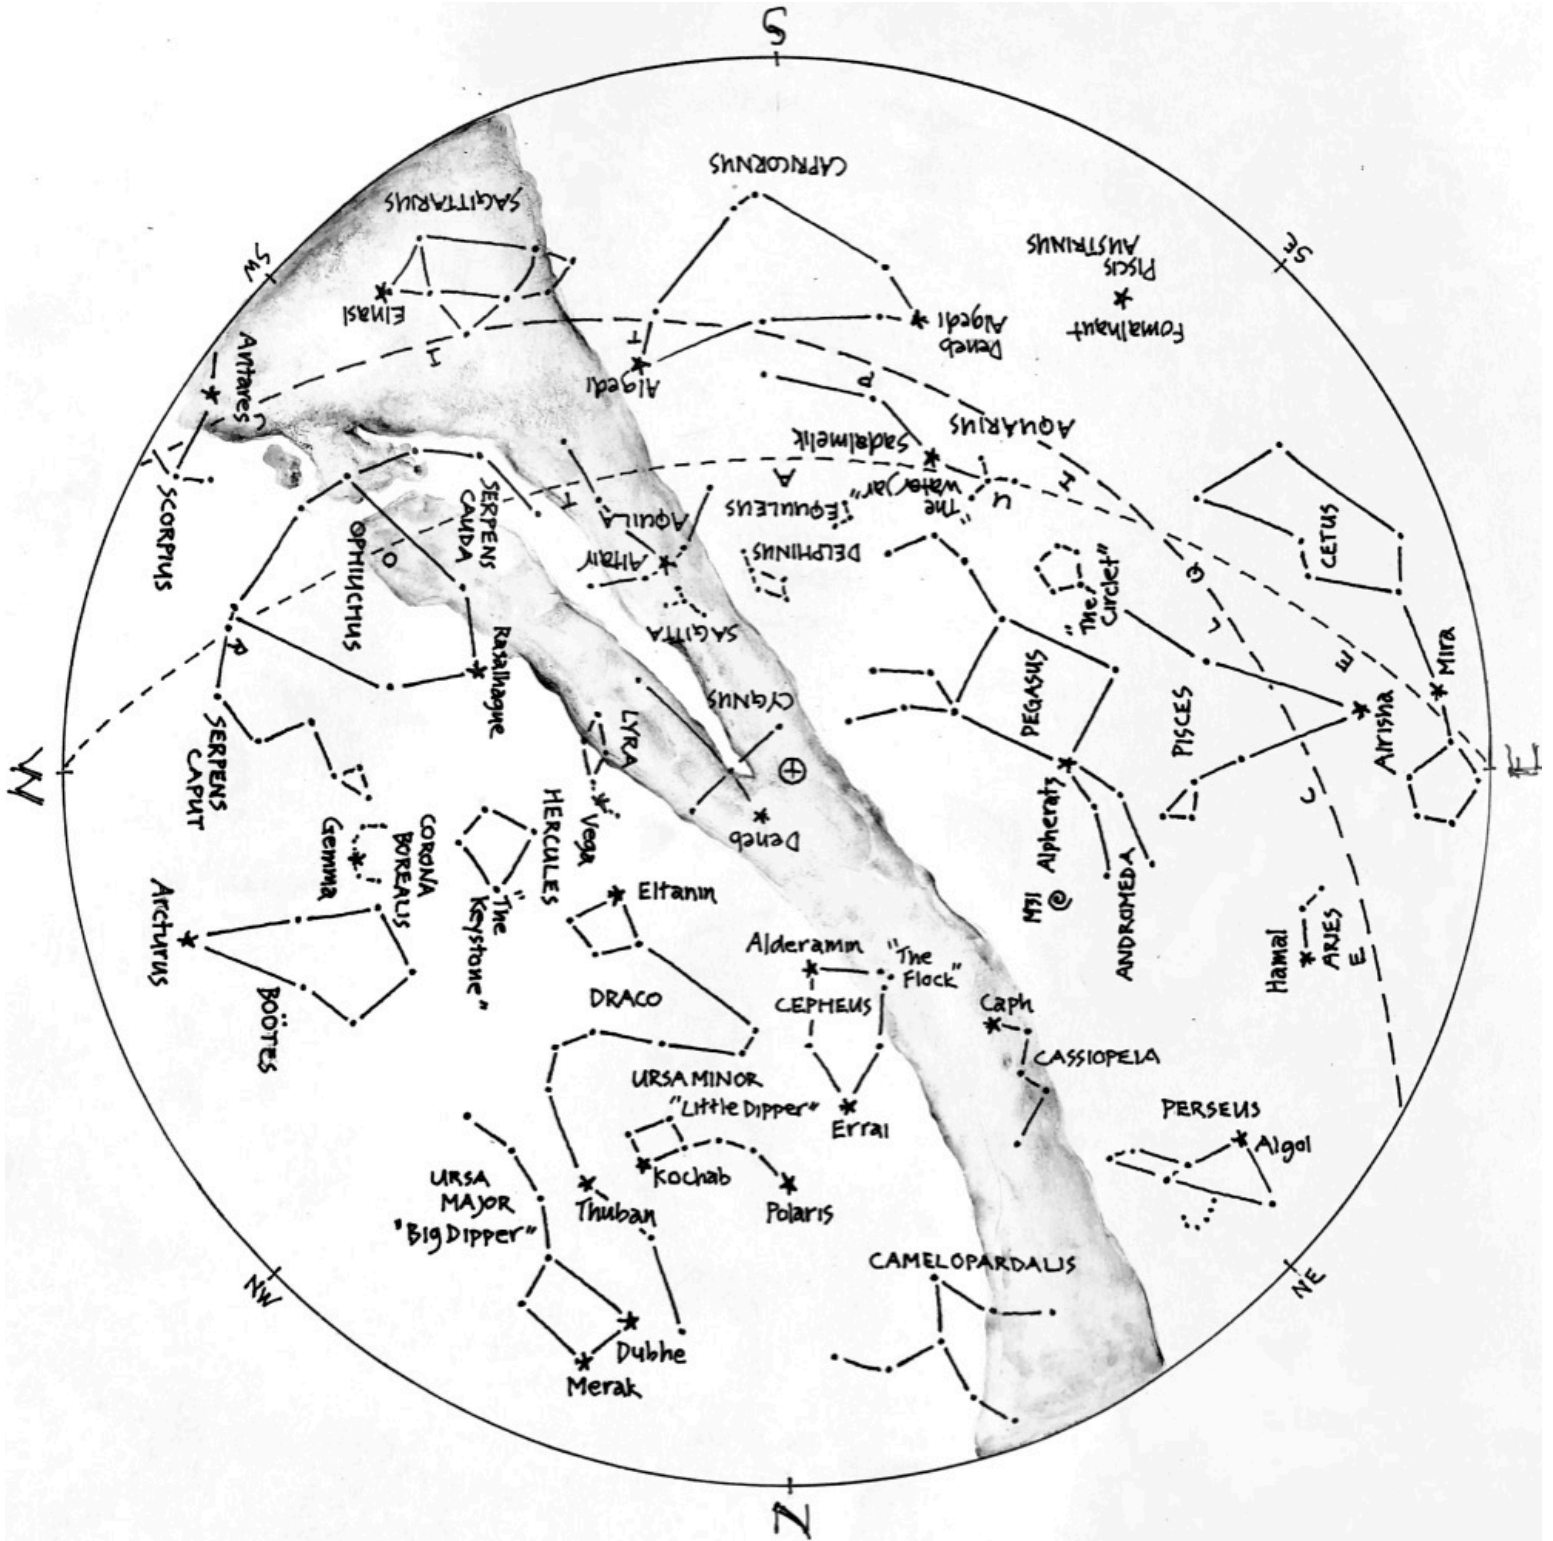 S
CAPRICORNUS
SAGITTARIUS
PISCIS
AUSTRINUS
SW
SE
Elnasl
Fomalhaut
Deneb
Algedi
Algedi
Antares
AQUARIUS
Sadalmelik
"The
Water Jar"
SCORPIUS
SERPENS
CAUDA
AQUILA
Altair
EQUULEUS
DELPHINUS
CETUS
OPHIUCHUS
"The
Circlet"
SAGITTA
Rasalhague
PEGASUS
PISCES
Mira
CYGNUS
LYRA
Alrisha
SERPENS
CAPUT
W
E
HERCULES
Vega
Deneb
Alpheratz
M31
ANDROMEDA
Gemma
CORONA
BOREALIS
"The
Keystone"
Eltanin
Hamal
ARIES
Arcturus
BOÖTES
Alderamin
"The
Flock"
DRACO
CEPHEUS
Caph
CASSIOPEIA
URSA MINOR
"Little Dipper"
Errai
PERSEUS
Algol
Kochab
URSA
MAJOR
"Big Dipper"
Thuban
Polaris
CAMELOPARDALIS
NW
NE
Dubhe
Merak
N
ECLIPTIC
EQUATOR